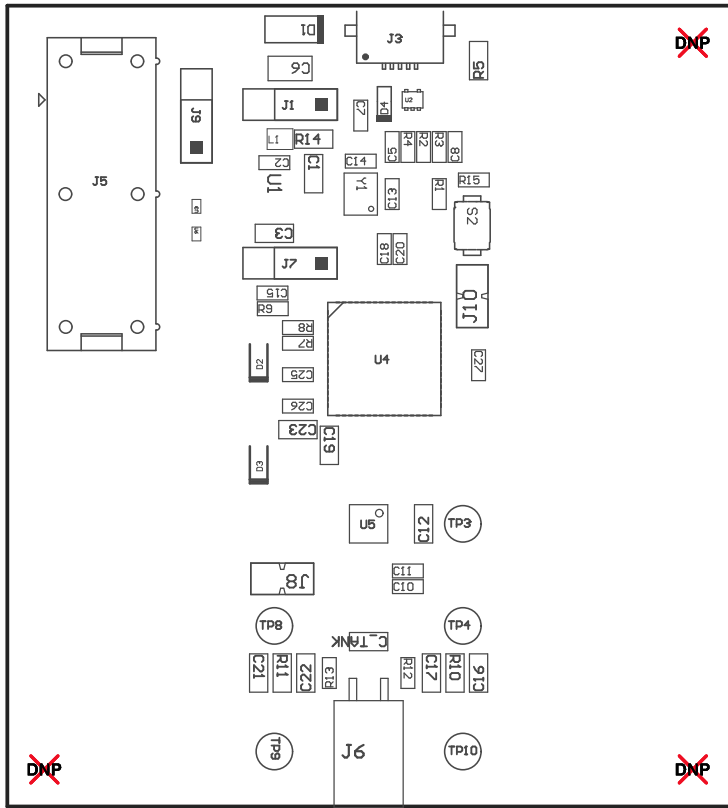 D1
J3
DNP
C6
R5
J9
J1
C7
D4
U2
L1
R14
C5
R4
R2
R3
C8
C2
C1
C14
J5
U1
Y1
C13
R1
R15
S2
C3
C18
C20
J7
C15
R9
J10
R8
R7
U4
D2
C25
C27
C26
C23
C19
D3
U5
C12
TP3
C11
C10
J8
TP8
TP4
C_TANK
C21
R11
C22
R13
R12
C17
R10
C16
TP9
J6
TP10
DNP
DNP